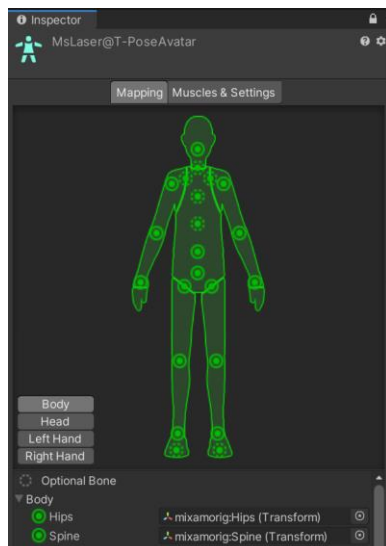 Inspector
MsLaser@T-PoseAvatar
Mapping Muscles & Settings
Body
Head
Left Hand
Right Hand
Optional Bone
Body
Hips mixamorig:Hips (Transform)
Spine mixamorig:Spine (Transform)